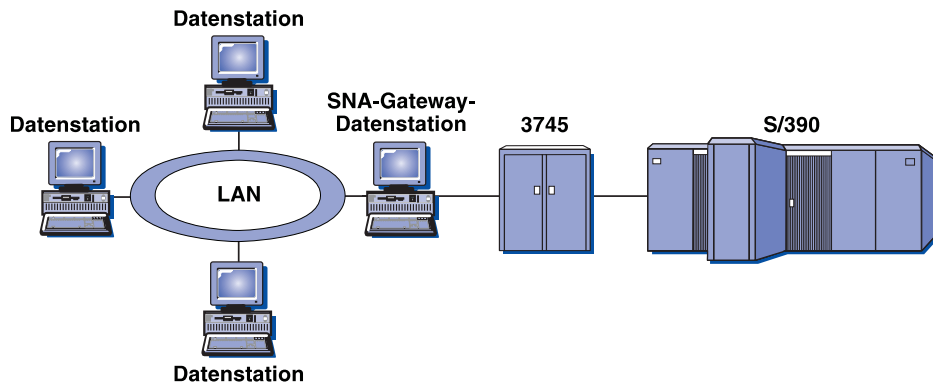 Datenstation
Datenstation
SNA-Gateway-
Datenstation
3745
S/390
LAN
Datenstation